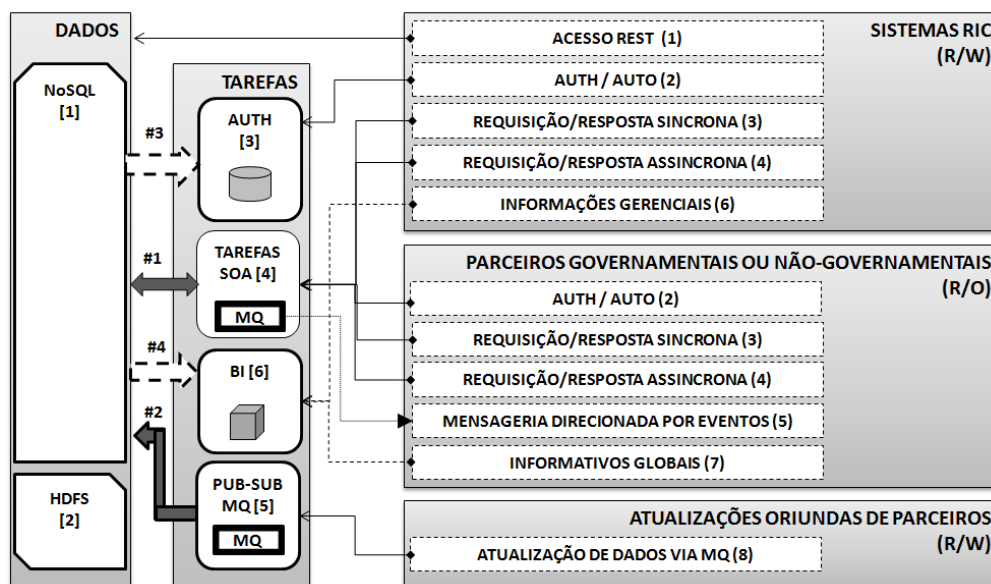 DADOS
NoSQL
[1]
HDFS
[2]
#3
#1
#4
#2
TAREFAS
AUTH
[3]
TAREFAS
SOA [4]
MQ
BI [6]
PUB-SUB
MQ [5]
MQ
SISTEMAS RIC
(R/W)
ACESSO REST (1)
AUTH / AUTO (2)
REQUISIÇÃO/RESPOSTA SINCRONA (3)
REQUISIÇÃO/RESPOSTA ASSINCRONA (4)
INFORMAÇÕES GERENCIAIS (6)
PARCEIROS GOVERNAMENTAIS OU NÃO-GOVERNAMENTAIS
(R/O)
AUTH / AUTO (2)
REQUISIÇÃO/RESPOSTA SINCRONA (3)
REQUISIÇÃO/RESPOSTA ASSINCRONA (4)
MENSAGERIA DIRECIONADA POR EVENTOS (5)
INFORMATIVOS GLOBAIS (7)
ATUALIZAÇÕES ORIUNDAS DE PARCEIROS
(R/W)
ATUALIZAÇÃO DE DADOS VIA MQ (8)